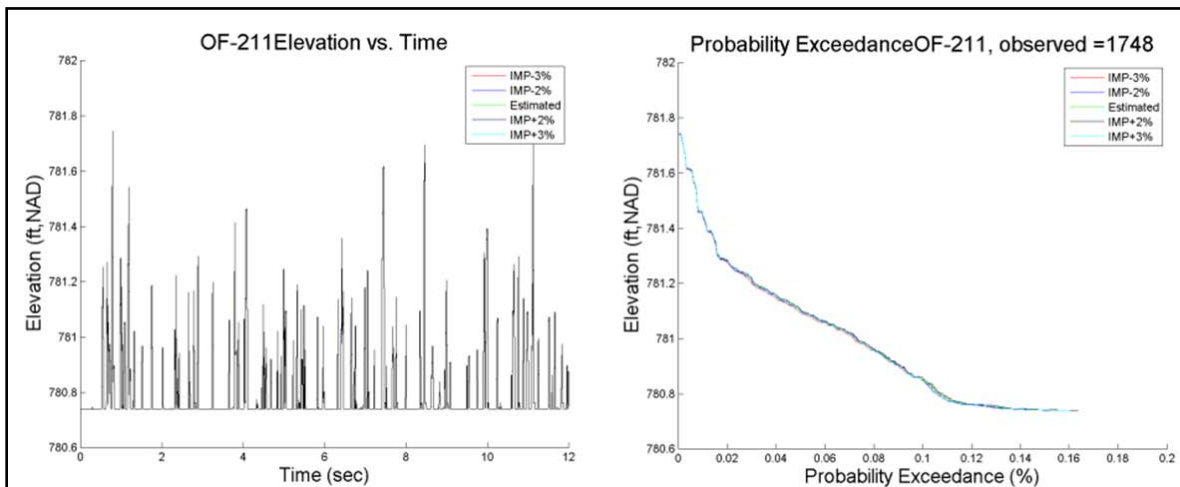 OF-211Elevation vs. Time
782
781.8
781.6
781.4
781.2
781
780.8
780.6
Elevation (ft,NAD)
IMP-3%
IMP-2%
Estimated
IMP+2%
IMP+3%
0 2 4 6 8 10 12
Time (sec)
Probability ExceedanceOF-211, observed =1748
782
781.8
781.6
781.4
781.2
781
780.8
780.6
Elevation (ft,NAD)
IMP-3%
IMP-2%
Estimated
IMP+2%
IMP+3%
0 0.02 0.04 0.06 0.08 0.1 0.12 0.14 0.16 0.18 0.2
Probability Exceedance (%)